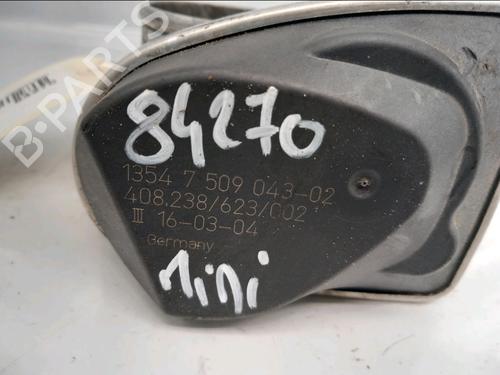 84270
1354 7 509 043-02
408.238/623/002
III 16-03-04
Germany
Mini
B-PARTS